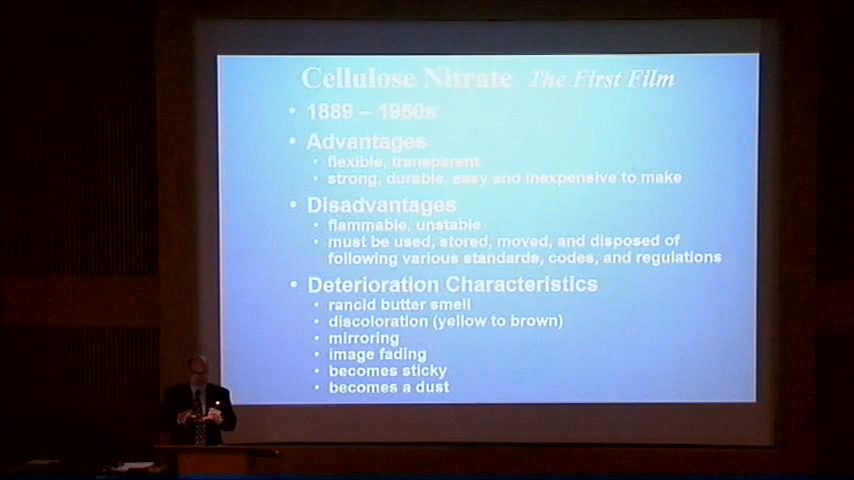 Cellulose Nitrate The First Film
• 1889 – 1950s
• Advantages
• flexible, transparent
• strong, durable, easy and inexpensive to make
• Disadvantages
• flammable, unstable
• must be used, stored, moved, and disposed of
following various standards, codes, and regulations
• Deterioration Characteristics
• rancid butter smell
• discoloration (yellow to brown)
• mirroring
• image fading
• becomes sticky
• becomes a dust